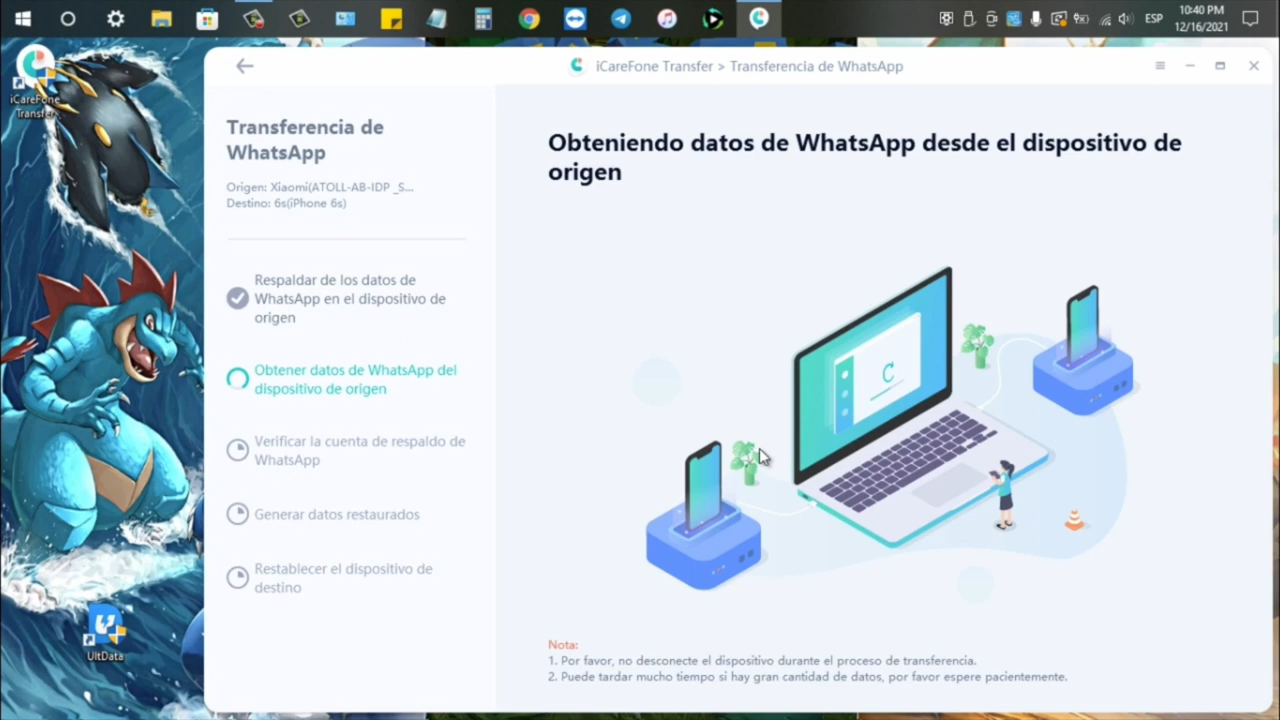 10:40 PM
ESP
12/16/2021
iCareFone Transfer > Transferencia de WhatsApp
iCareFone
Transfer
Transferencia de
WhatsApp
Origen: Xiaomi(ATOLL-AB-IDP _S...
Destino: 6s(iPhone 6s)
Respaldar de los datos de
WhatsApp en el dispositivo de
origen
Obtener datos de WhatsApp del
dispositivo de origen
Verificar la cuenta de respaldo de
WhatsApp
Generar datos restaurados
Restablecer el dispositivo de
destino
Obteniendo datos de WhatsApp desde el dispositivo de
origen
Nota:
1. Por favor, no desconecte el dispositivo durante el proceso de transferencia.
2. Puede tardar mucho tiempo si hay gran cantidad de datos, por favor espere pacientemente.
UltData